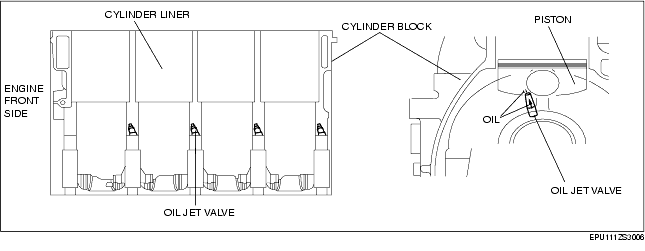 CYLINDER LINER
CYLINDER BLOCK
PISTON
ENGINE
FRONT
SIDE
OIL
OIL JET VALVE
OIL JET VALVE
EPU111ZS3006